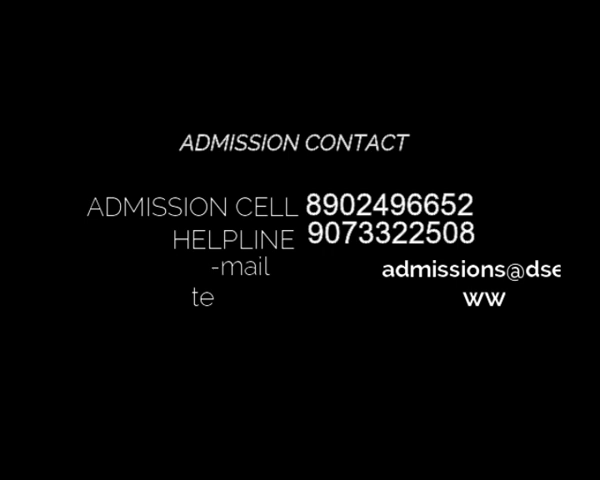 ADMISSION CONTACT
ADMISSION CELL 8902496652
HELPLINE 9073322508
-mail admissions@dse
te ww